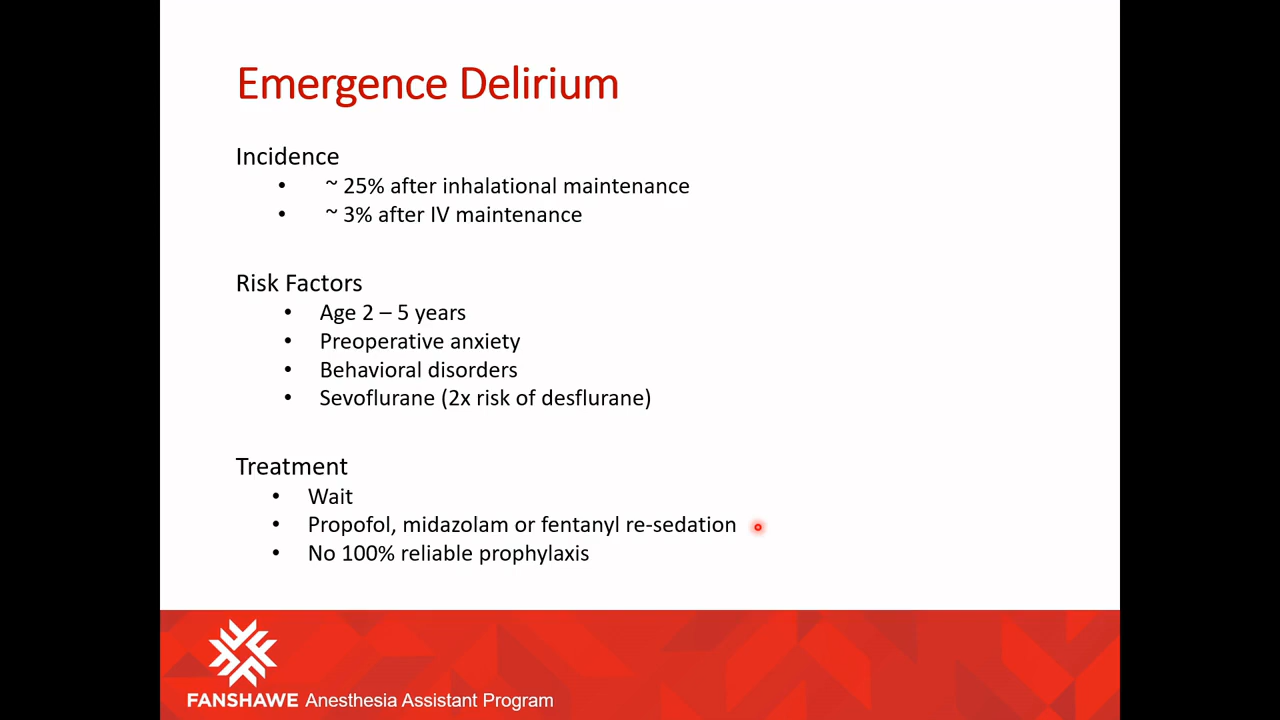 Emergence Delirium
Incidence
• ~ 25% after inhalational maintenance
• ~ 3% after IV maintenance
Risk Factors
• Age 2 – 5 years
• Preoperative anxiety
• Behavioral disorders
• Sevoflurane (2x risk of desflurane)
Treatment
• Wait
• Propofol, midazolam or fentanyl re-sedation
• No 100% reliable prophylaxis
FANSHAWE Anesthesia Assistant Program